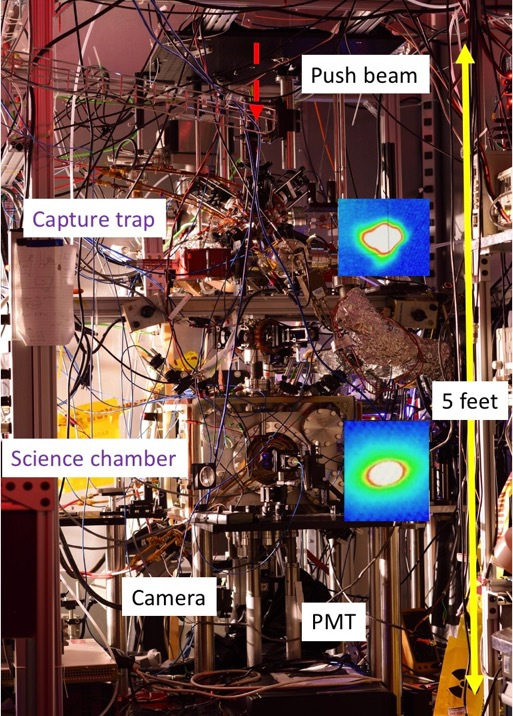 Push beam
Capture trap
5 feet
Science chamber
Camera
PMT